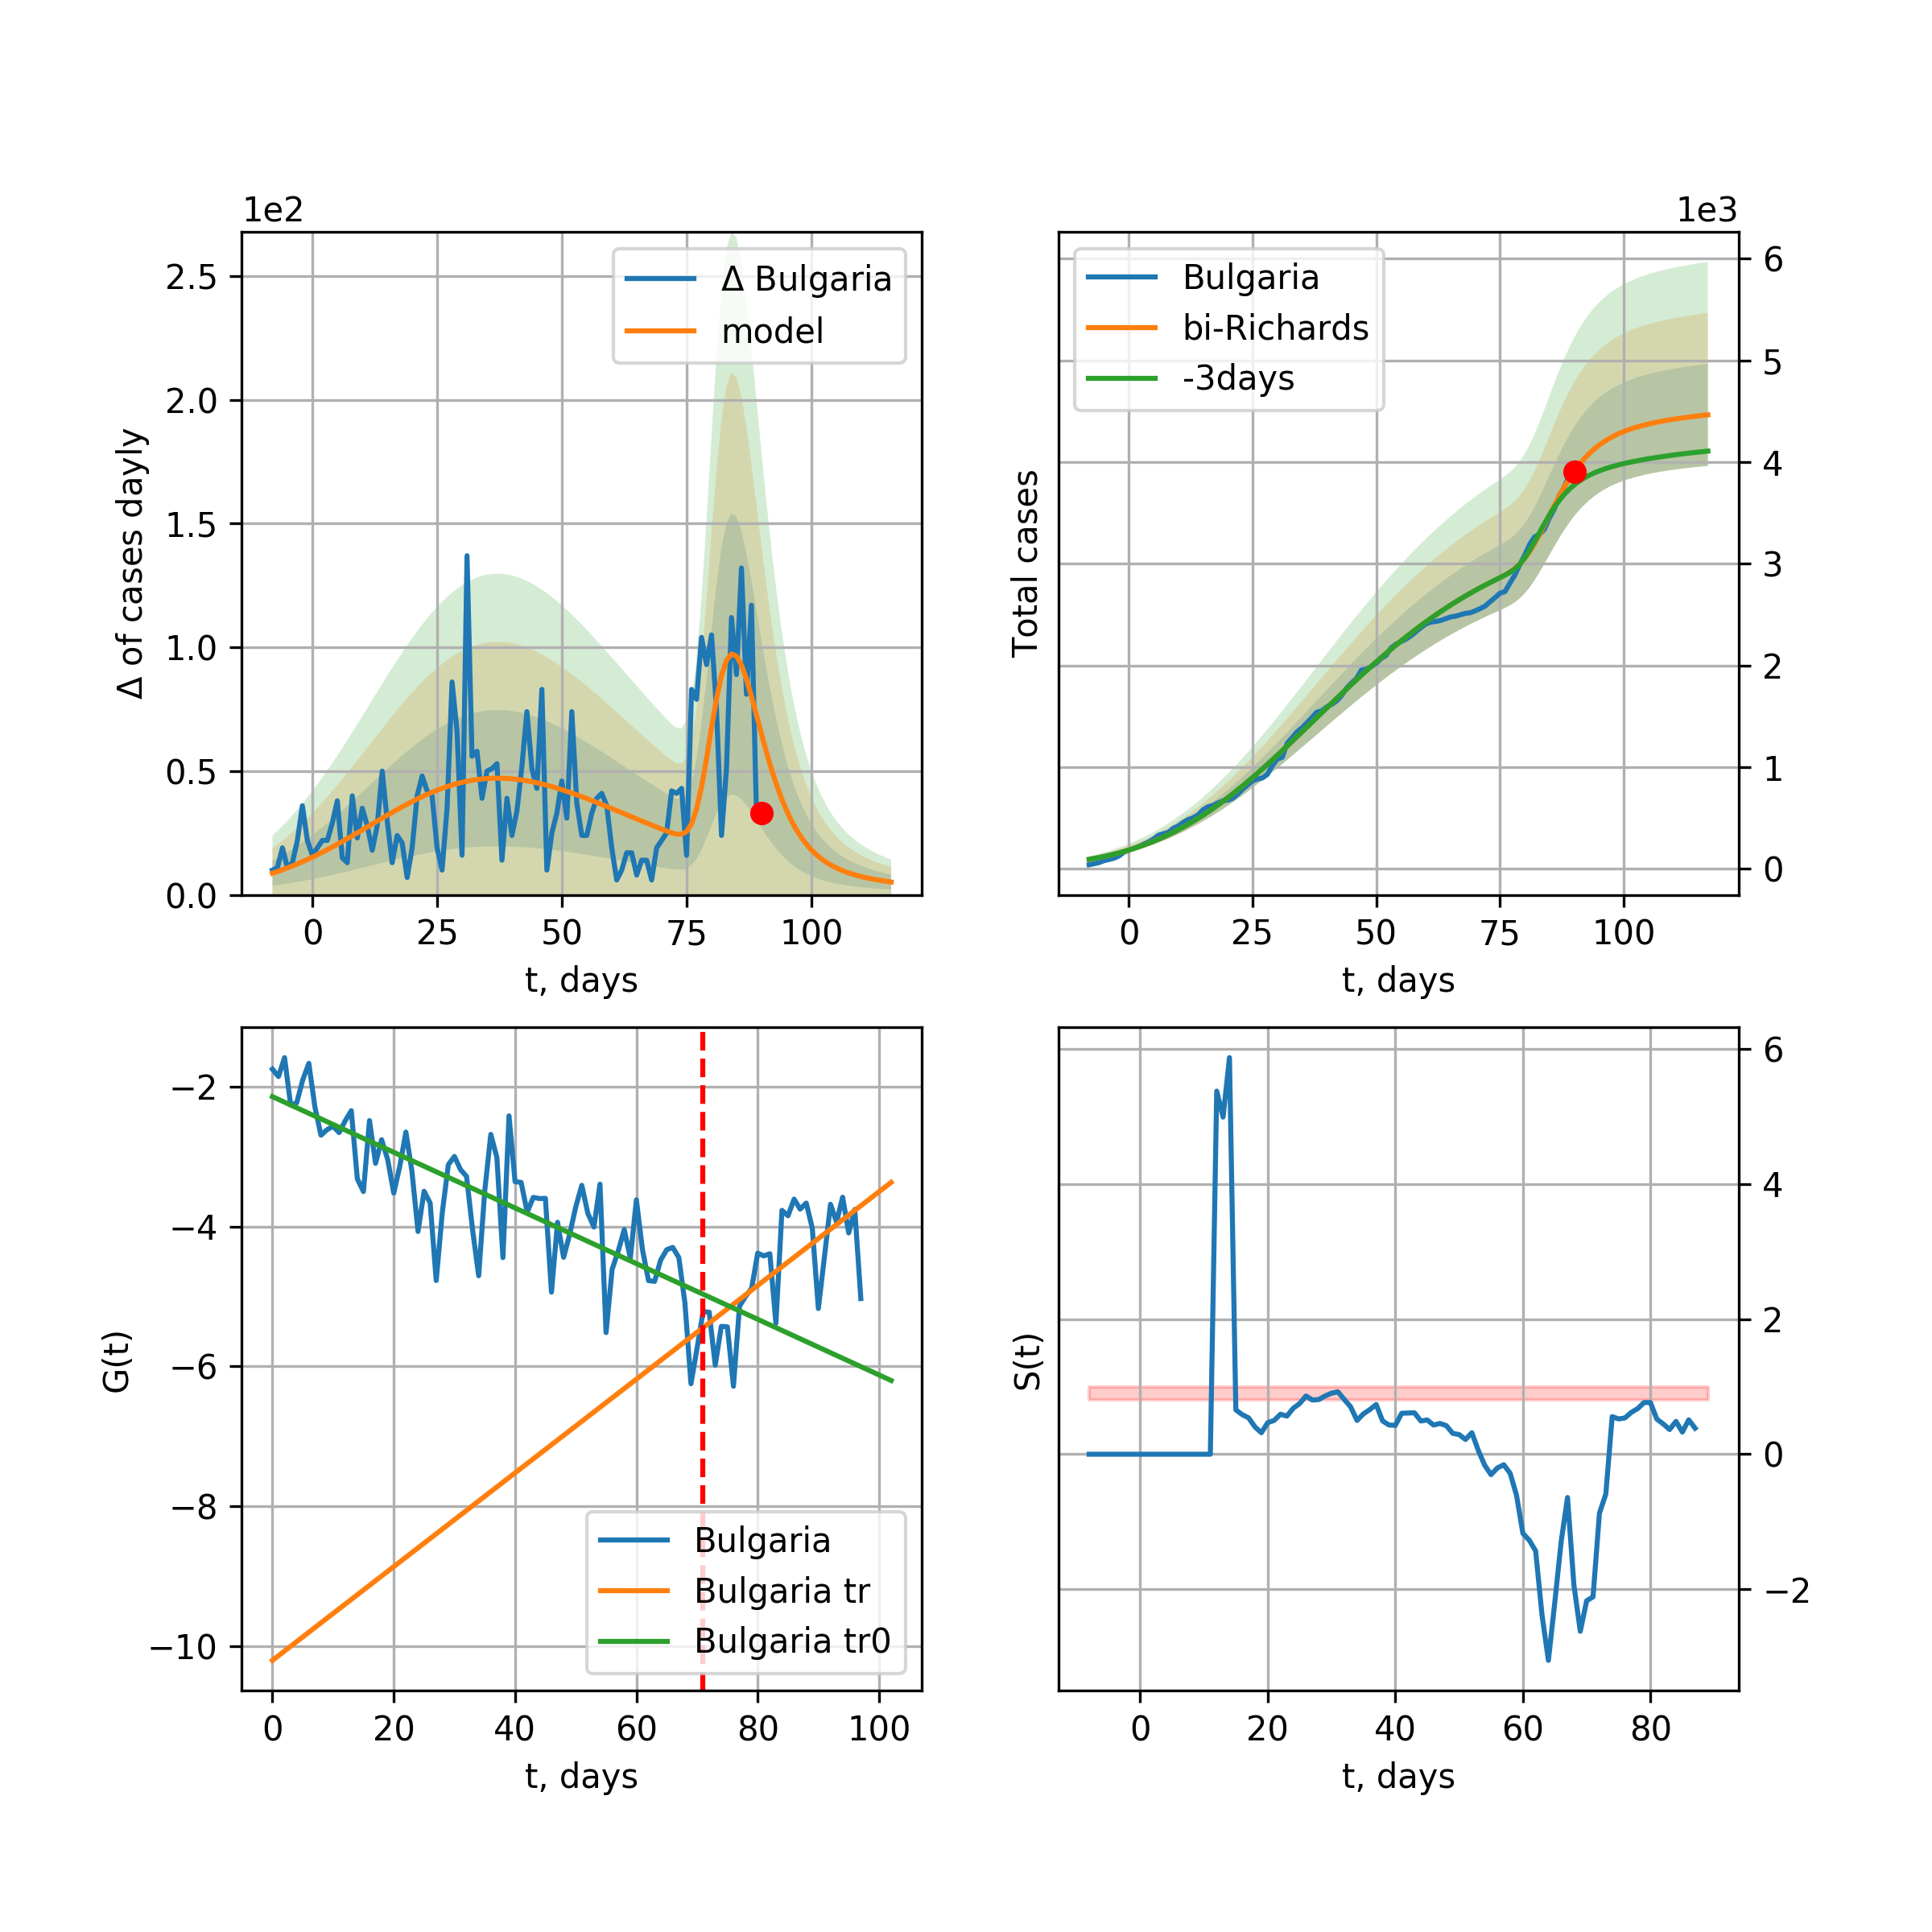 1e2
Δ of cases dayly
2.5
2.0
1.5
1.0
0.5
0.0
Δ Bulgaria
model
0 25 50 75 100
t, days
1e3
Total cases
Bulgaria
bi-Richards
-3days
6
5
4
3
2
1
0
0 25 50 75 100
t, days
G(t)
−2
−4
−6
−8
−10
Bulgaria
Bulgaria tr
Bulgaria tr0
0 20 40 60 80 100
t, days
S(t)
6
4
2
0
−2
0 20 40 60 80
t, days